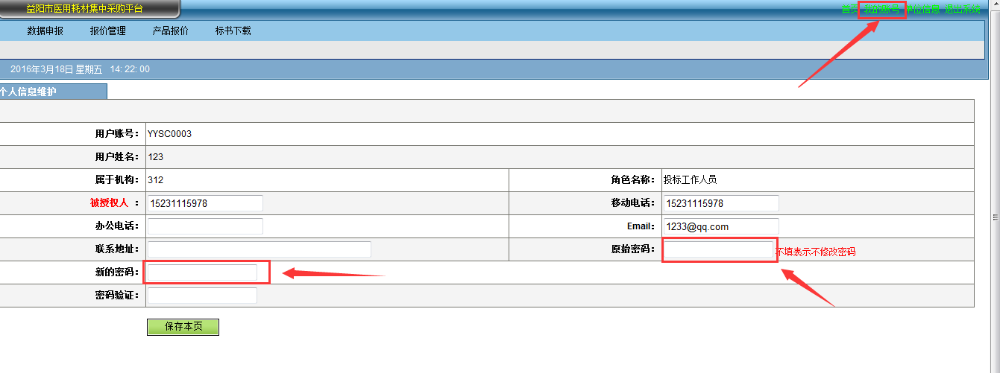 益阳市医用耗材集中采购平台
首页 我的账号 单位信息 退出系统
数据申报 报价管理 产品报价 标书下载
2016年3月18日 星期五 14: 22: 00
个人信息维护
用户账号: YYSC0003
用户姓名: 123
属于机构: 312 角色名称: 投标工作人员
被授权人 : 15231115978 移动电话: 15231115978
办公电话: Email: 1233@qq.com
联系地址: 原始密码: 不填表示不修改密码
新的密码:
密码验证:
保存本页